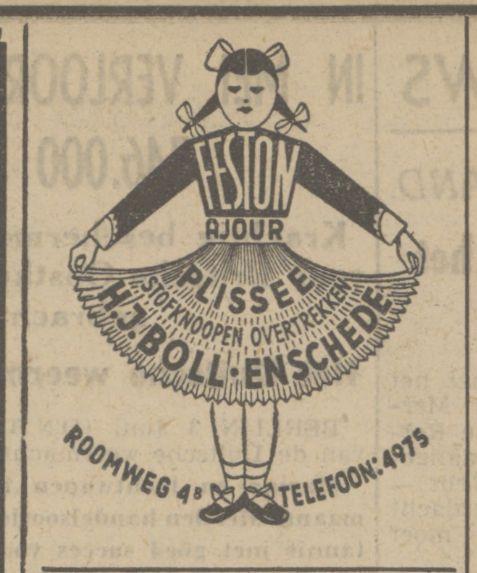 FESTON
AJOUR
PLISSEE
STOFKNOOPEN OVERTREKKEN
H.J. BOLL · ENSCHEDE
ROOMWEG 4B
TELEFOON: 4975